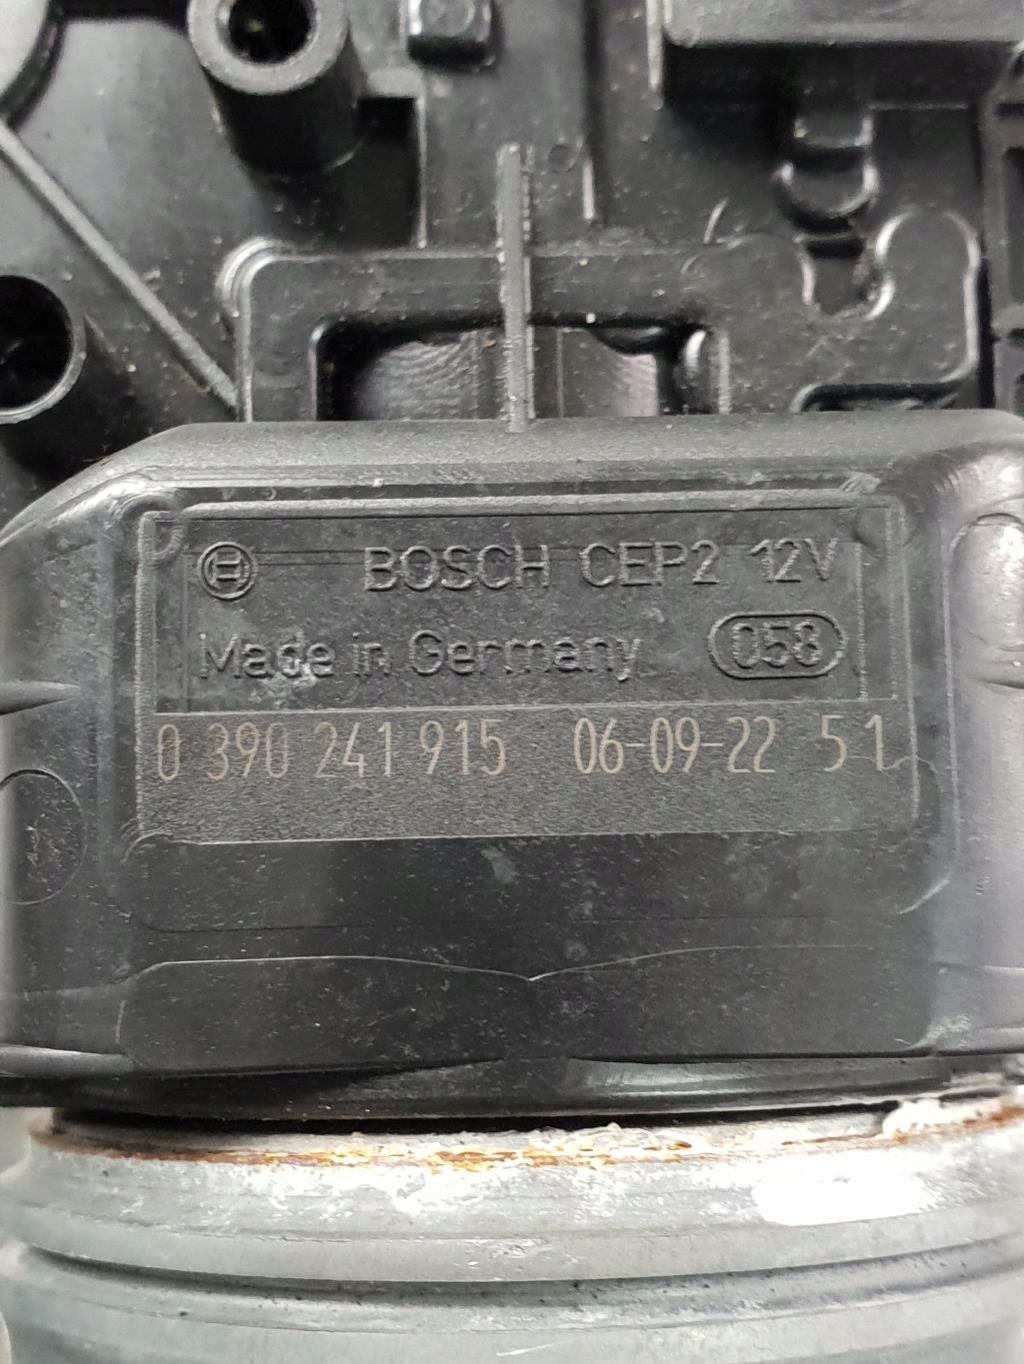 BOSCH CEP2 12V
Made in Germany 058
0 390 241 915 06-09-22 51